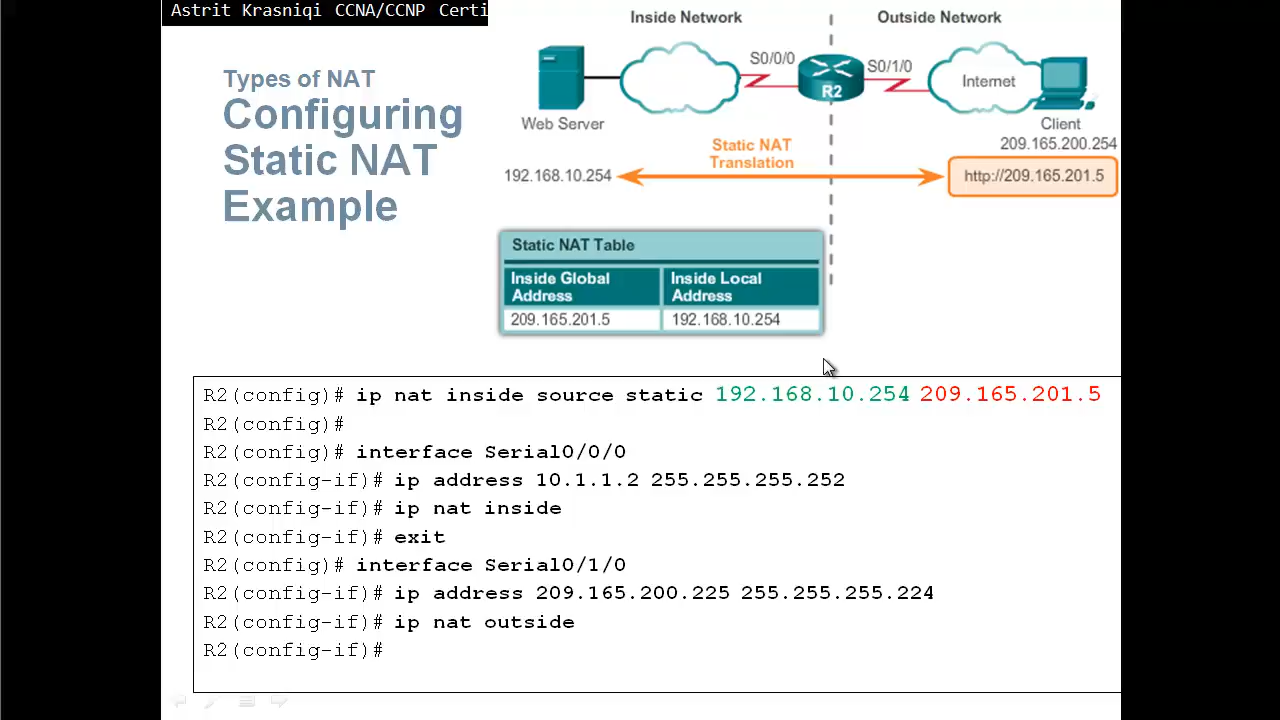 Astrit Krasniqi CCNA/CCNP Certi
Types of NAT
Configuring
Static NAT
Example
Inside Network
Outside Network
S0/0/0
S0/1/0
R2
Internet
Web Server
Client
209.165.200.254
Static NAT
Translation
192.168.10.254
http://209.165.201.5
Static NAT Table
Inside Global Address
Inside Local Address
209.165.201.5
192.168.10.254
R2(config)# ip nat inside source static 192.168.10.254 209.165.201.5
R2(config)#
R2(config)# interface Serial0/0/0
R2(config-if)# ip address 10.1.1.2 255.255.255.252
R2(config-if)# ip nat inside
R2(config-if)# exit
R2(config)# interface Serial0/1/0
R2(config-if)# ip address 209.165.200.225 255.255.255.224
R2(config-if)# ip nat outside
R2(config-if)#